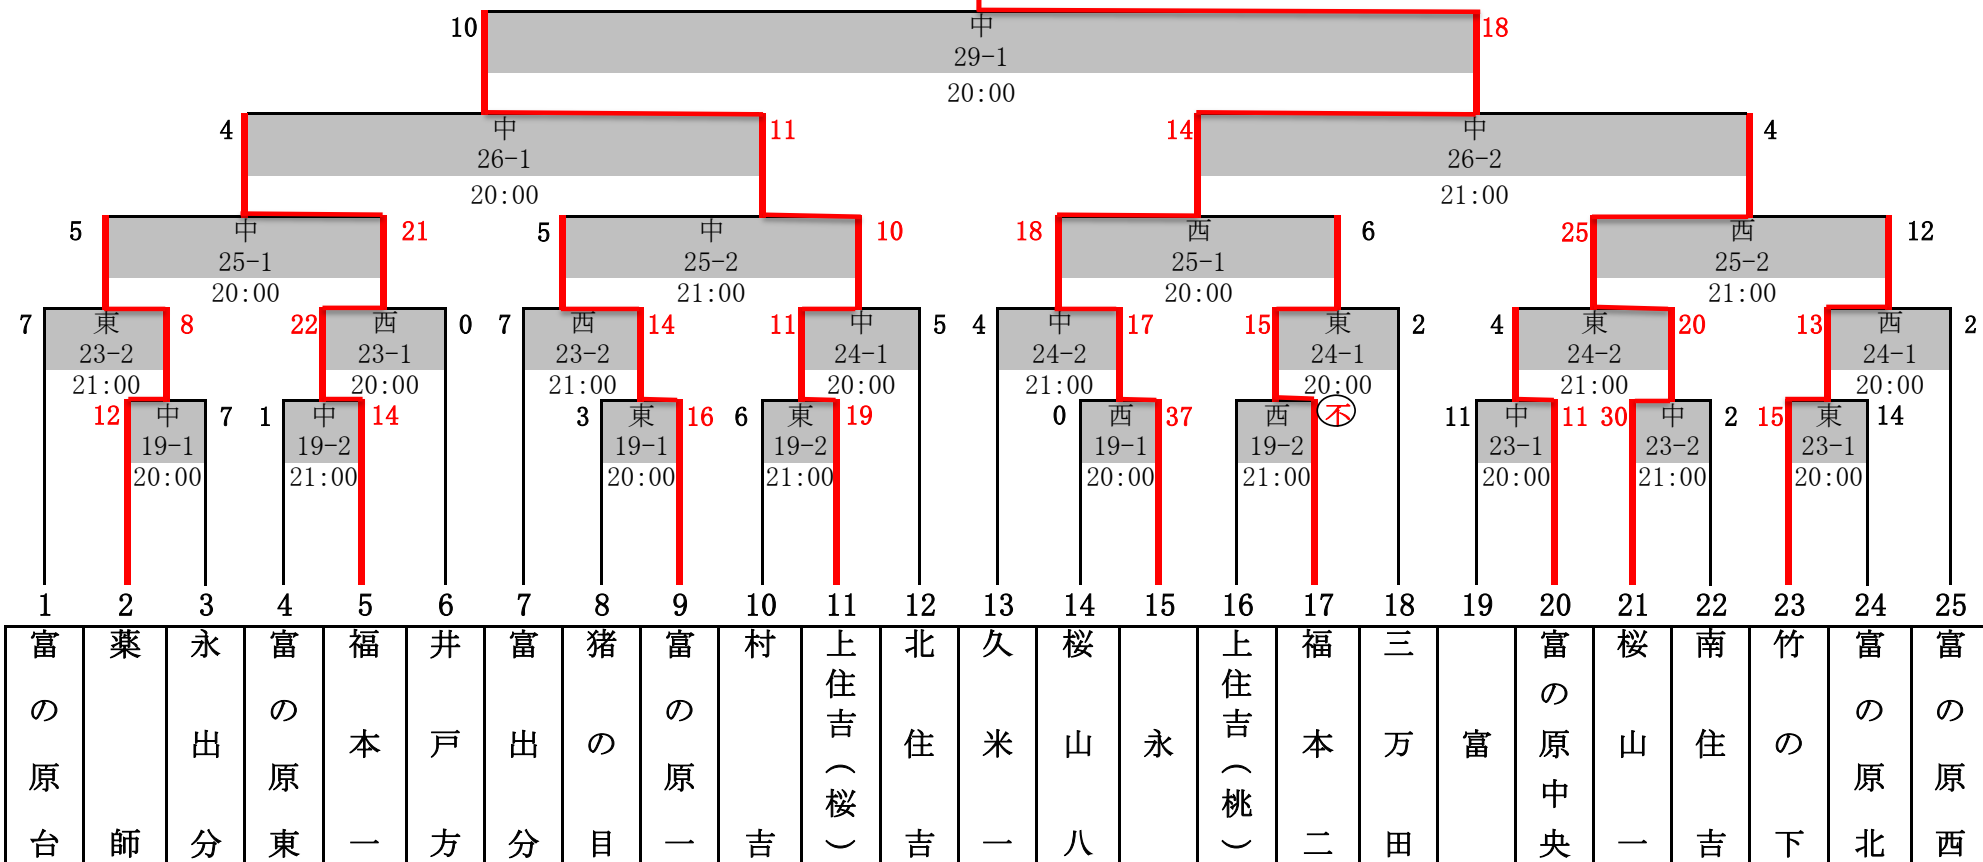 10 中 18
29-1
20:00
4 中 11 14 中 4
26-1 26-2
20:00 21:00
5 中 21 5 中 10 18 西 6 25 西 12
25-1 25-2 25-1 25-2
20:00 21:00 20:00 21:00
7 東 8 22 西 0 7 西 14 11 中 5 4 中 17 15 東 2 4 東 20 13 西 2
23-2 23-1 23-2 24-1 24-2 24-1 24-2 24-1
21:00 20:00 21:00 20:00 21:00 20:00 21:00 20:00
12 中 7 1 中 14 3 東 16 6 東 19 0 西 37 西 不 11 中 11 30 中 2 15 東 14
19-1 19-2 19-1 19-2 19-1 19-2 23-1 23-2 23-1
20:00 21:00 20:00 21:00 20:00 21:00 20:00 21:00 20:00
1 2 3 4 5 6 7 8 9 10 11 12 13 14 15 16 17 18 19 20 21 22 23 24 25
富の原台
薬師
永出分
富の原東
福本一
井戸方
富出分
猪の目
富の原一
村吉
上住吉(桜)
北住吉
久米一
桜山八
永
上住吉(桃)
福本二
三万田
富
富の原中央
桜山一
南住吉
竹の下
富の原北
富の原西